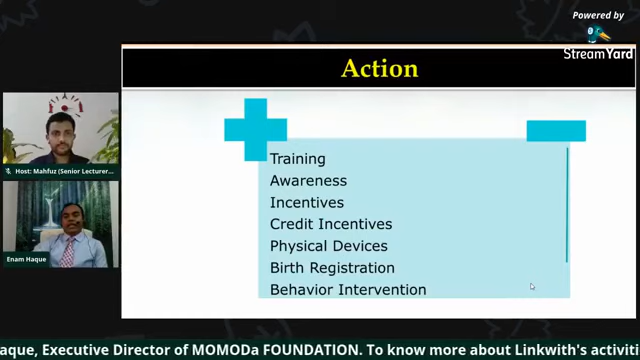 Powered by
StreamYard
Action
Training
Awareness
Incentives
Credit Incentives
Physical Devices
Birth Registration
Behavior Intervention
Host: Mahfuz (Senior Lecturer...
Enam Haque
aque, Executive Director of MOMODa FOUNDATION. To know more about Linkwith's activiti